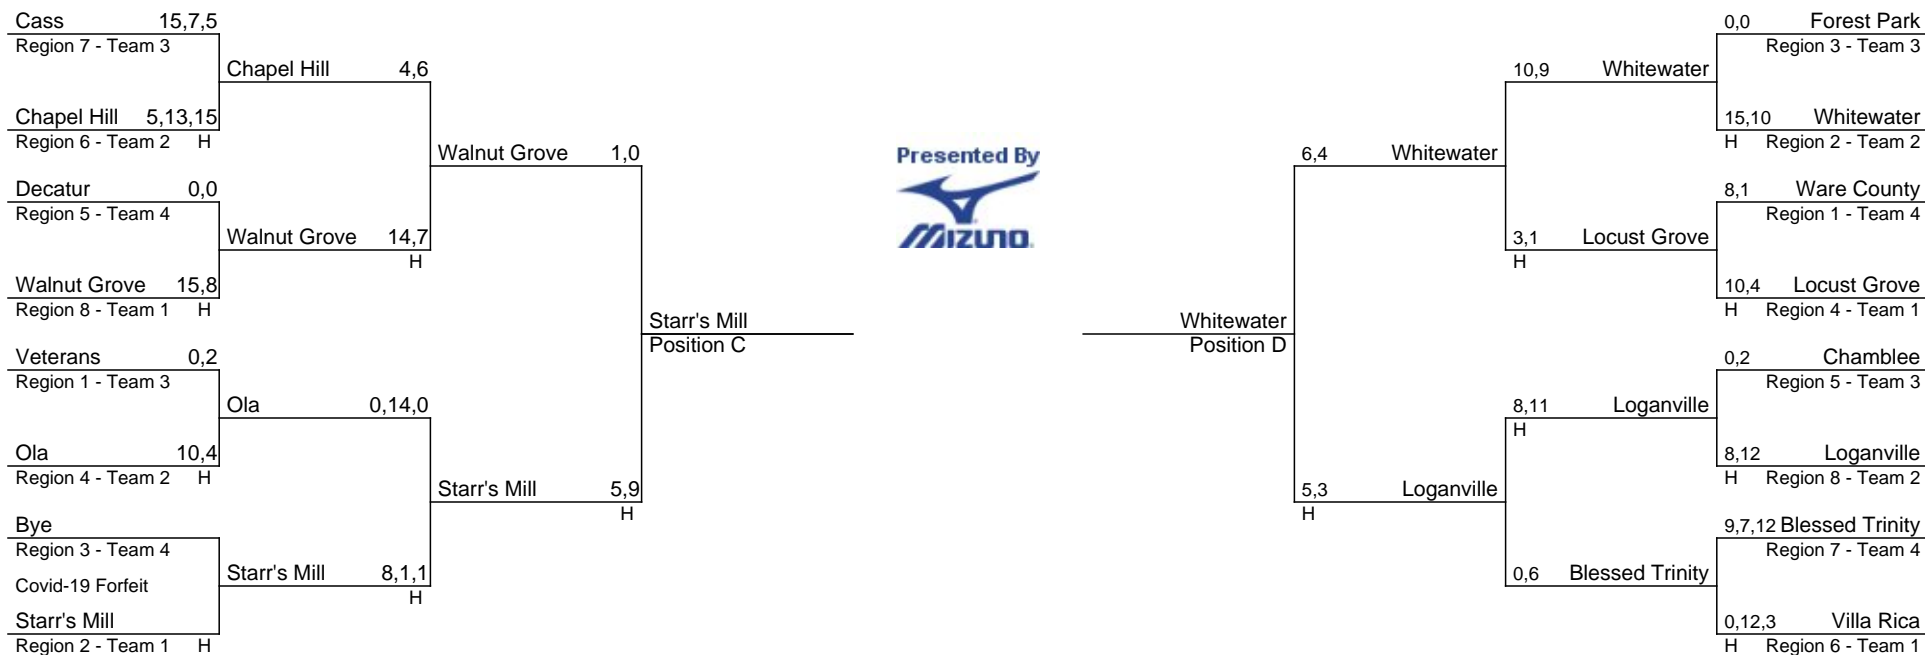 Cass 15,7,5
Region 7 - Team 3
Chapel Hill 4,6
Chapel Hill 5,13,15
Region 6 - Team 2 H
Walnut Grove 1,0
Decatur 0,0
Region 5 - Team 4
Walnut Grove 14,7
H
Walnut Grove 15,8
Region 8 - Team 1 H
Starr's Mill
Position C
Veterans 0,2
Region 1 - Team 3
Ola 0,14,0
Ola 10,4
Region 4 - Team 2 H
Starr's Mill 5,9
H
Bye
Region 3 - Team 4
Covid-19 Forfeit
Starr's Mill 8,1,1
H
Starr's Mill
Region 2 - Team 1 H
Presented By
MIZUNO
0,0 Forest Park
Region 3 - Team 3
10,9 Whitewater
15,10 Whitewater
H Region 2 - Team 2
6,4 Whitewater
8,1 Ware County
Region 1 - Team 4
3,1 Locust Grove
H
10,4 Locust Grove
H Region 4 - Team 1
Whitewater
Position D
0,2 Chamblee
Region 5 - Team 3
8,11 Loganville
H
8,12 Loganville
H Region 8 - Team 2
5,3 Loganville
H
9,7,12 Blessed Trinity
Region 7 - Team 4
0,6 Blessed Trinity
0,12,3 Villa Rica
H Region 6 - Team 1